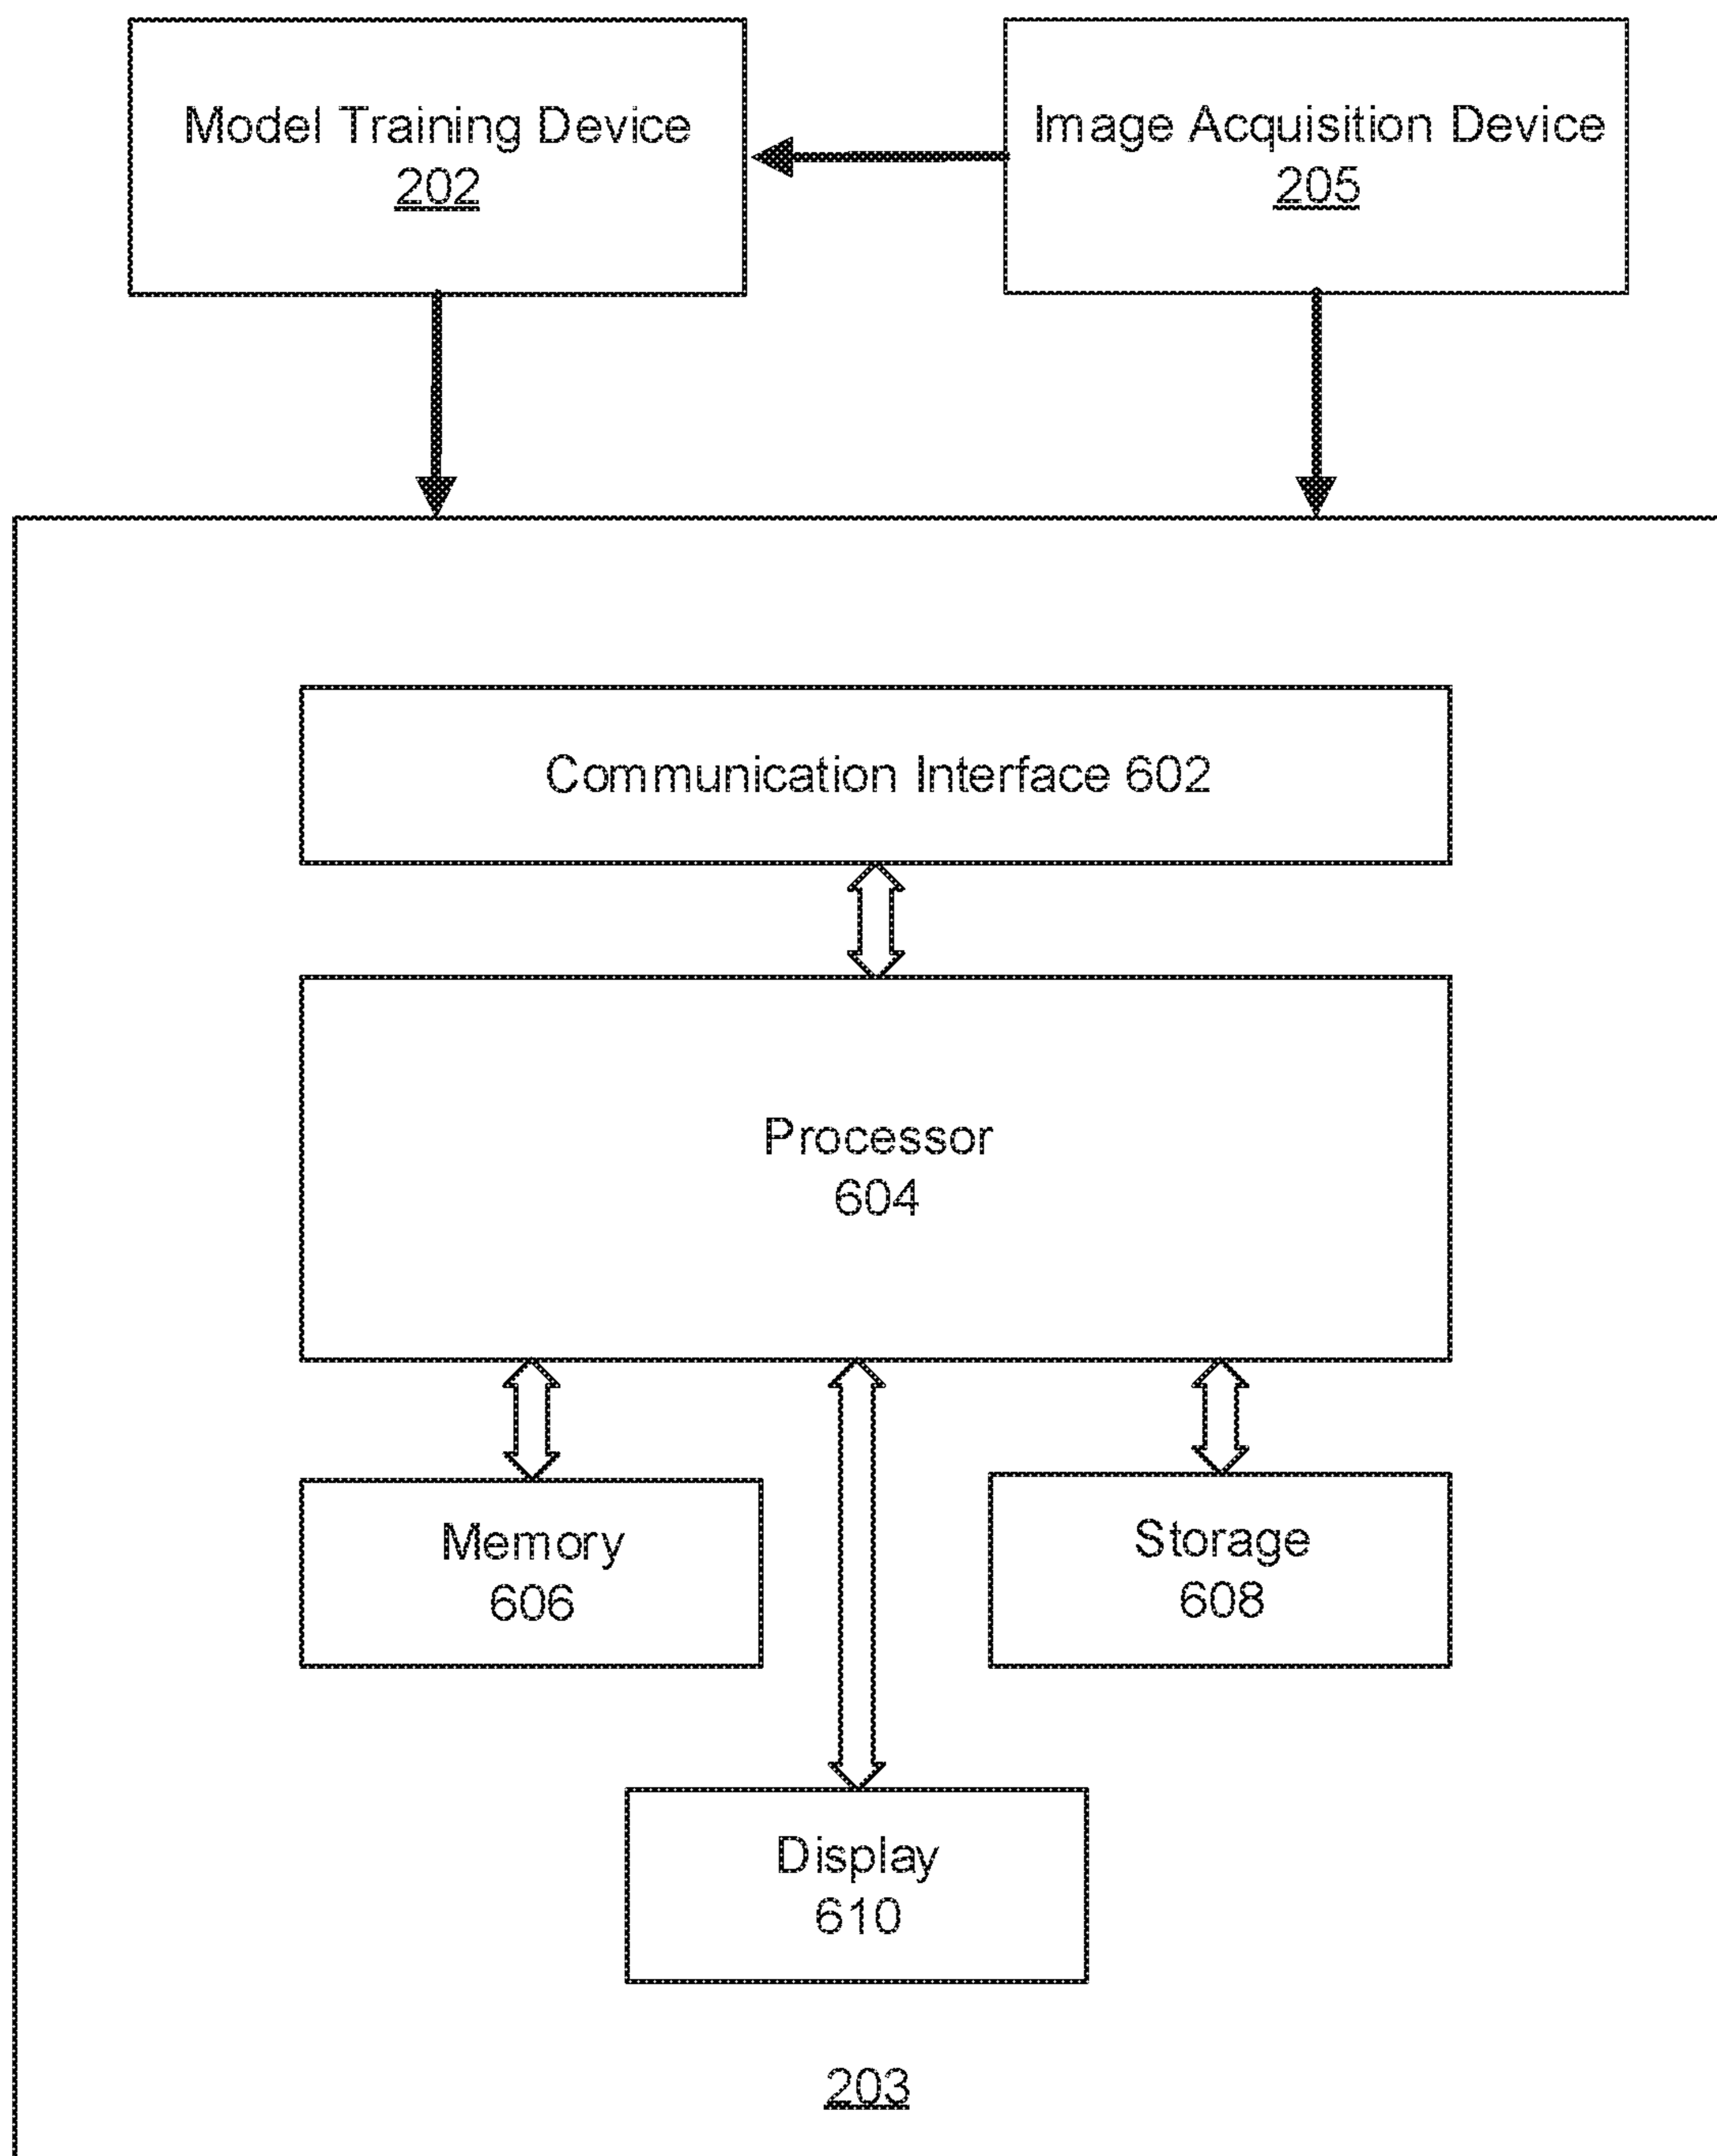 Model Training Device
202
Image Acquisition Device
205
Communication Interface 602
Processor
604
Memory
606
Storage
608
Display
610
203